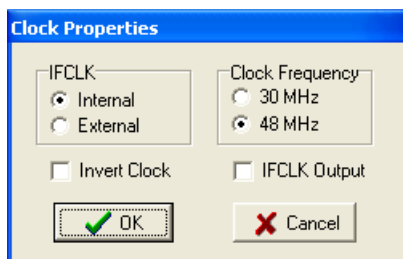 Clock Properties
IFCLK
Internal
External
Clock Frequency
30 MHz
48 MHz
Invert Clock
IFCLK Output
OK
Cancel